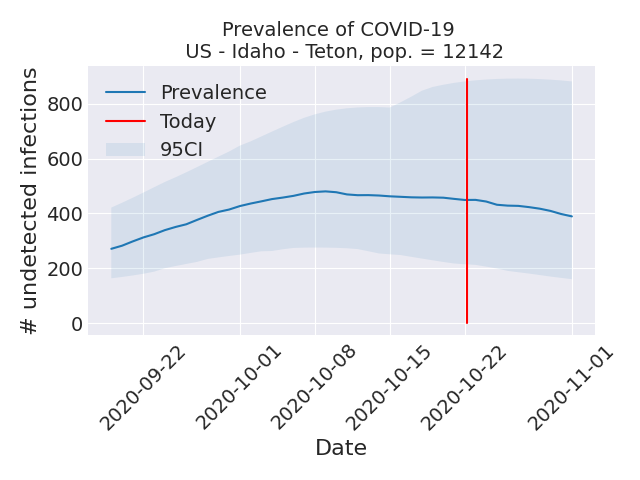 Prevalence of COVID-19
US - Idaho - Teton, pop. = 12142
# undetected infections
800
600
400
200
0
Prevalence
Today
95CI
2020-09-22
2020-10-01
2020-10-08
2020-10-15
2020-10-22
2020-11-01
Date